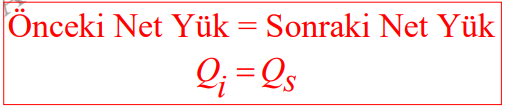 Önceki Net Yük = Sonraki Net Yük
Qi = Qs